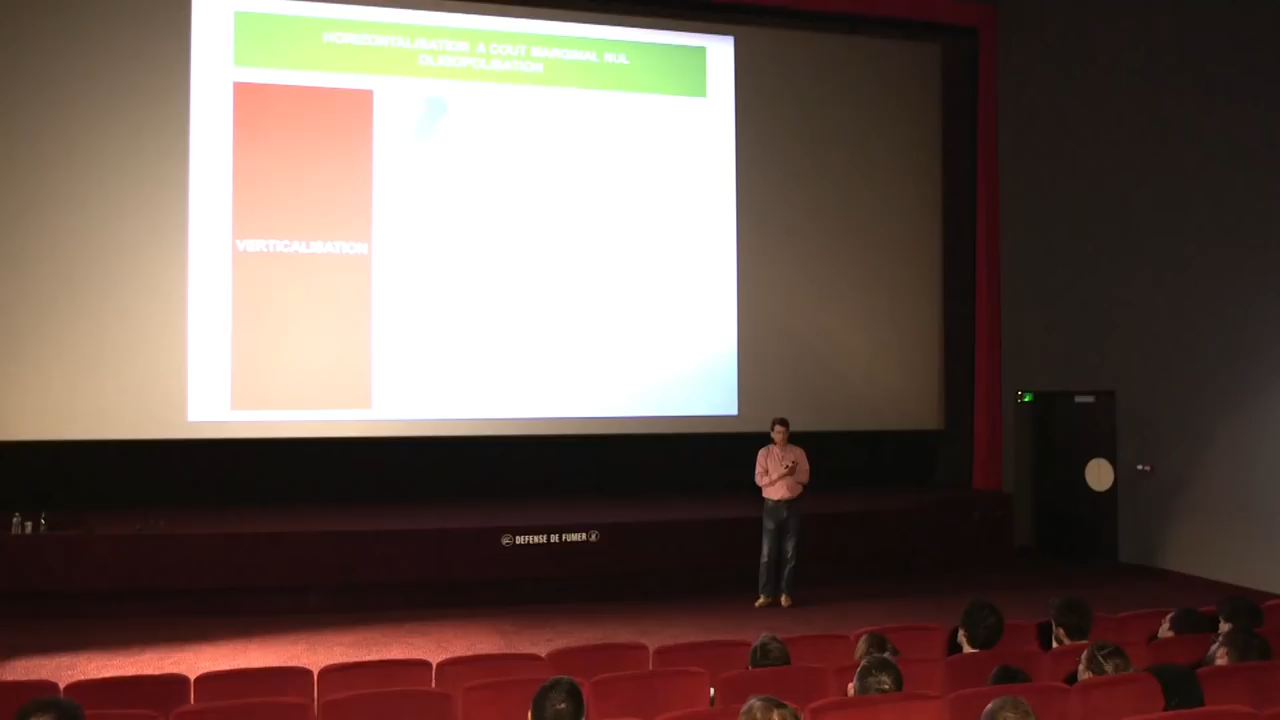 HORIZONTALISATION A COUT MARGINAL NUL
OLIGOPOLISATION
VERTICALISATION
DEFENSE DE FUMER